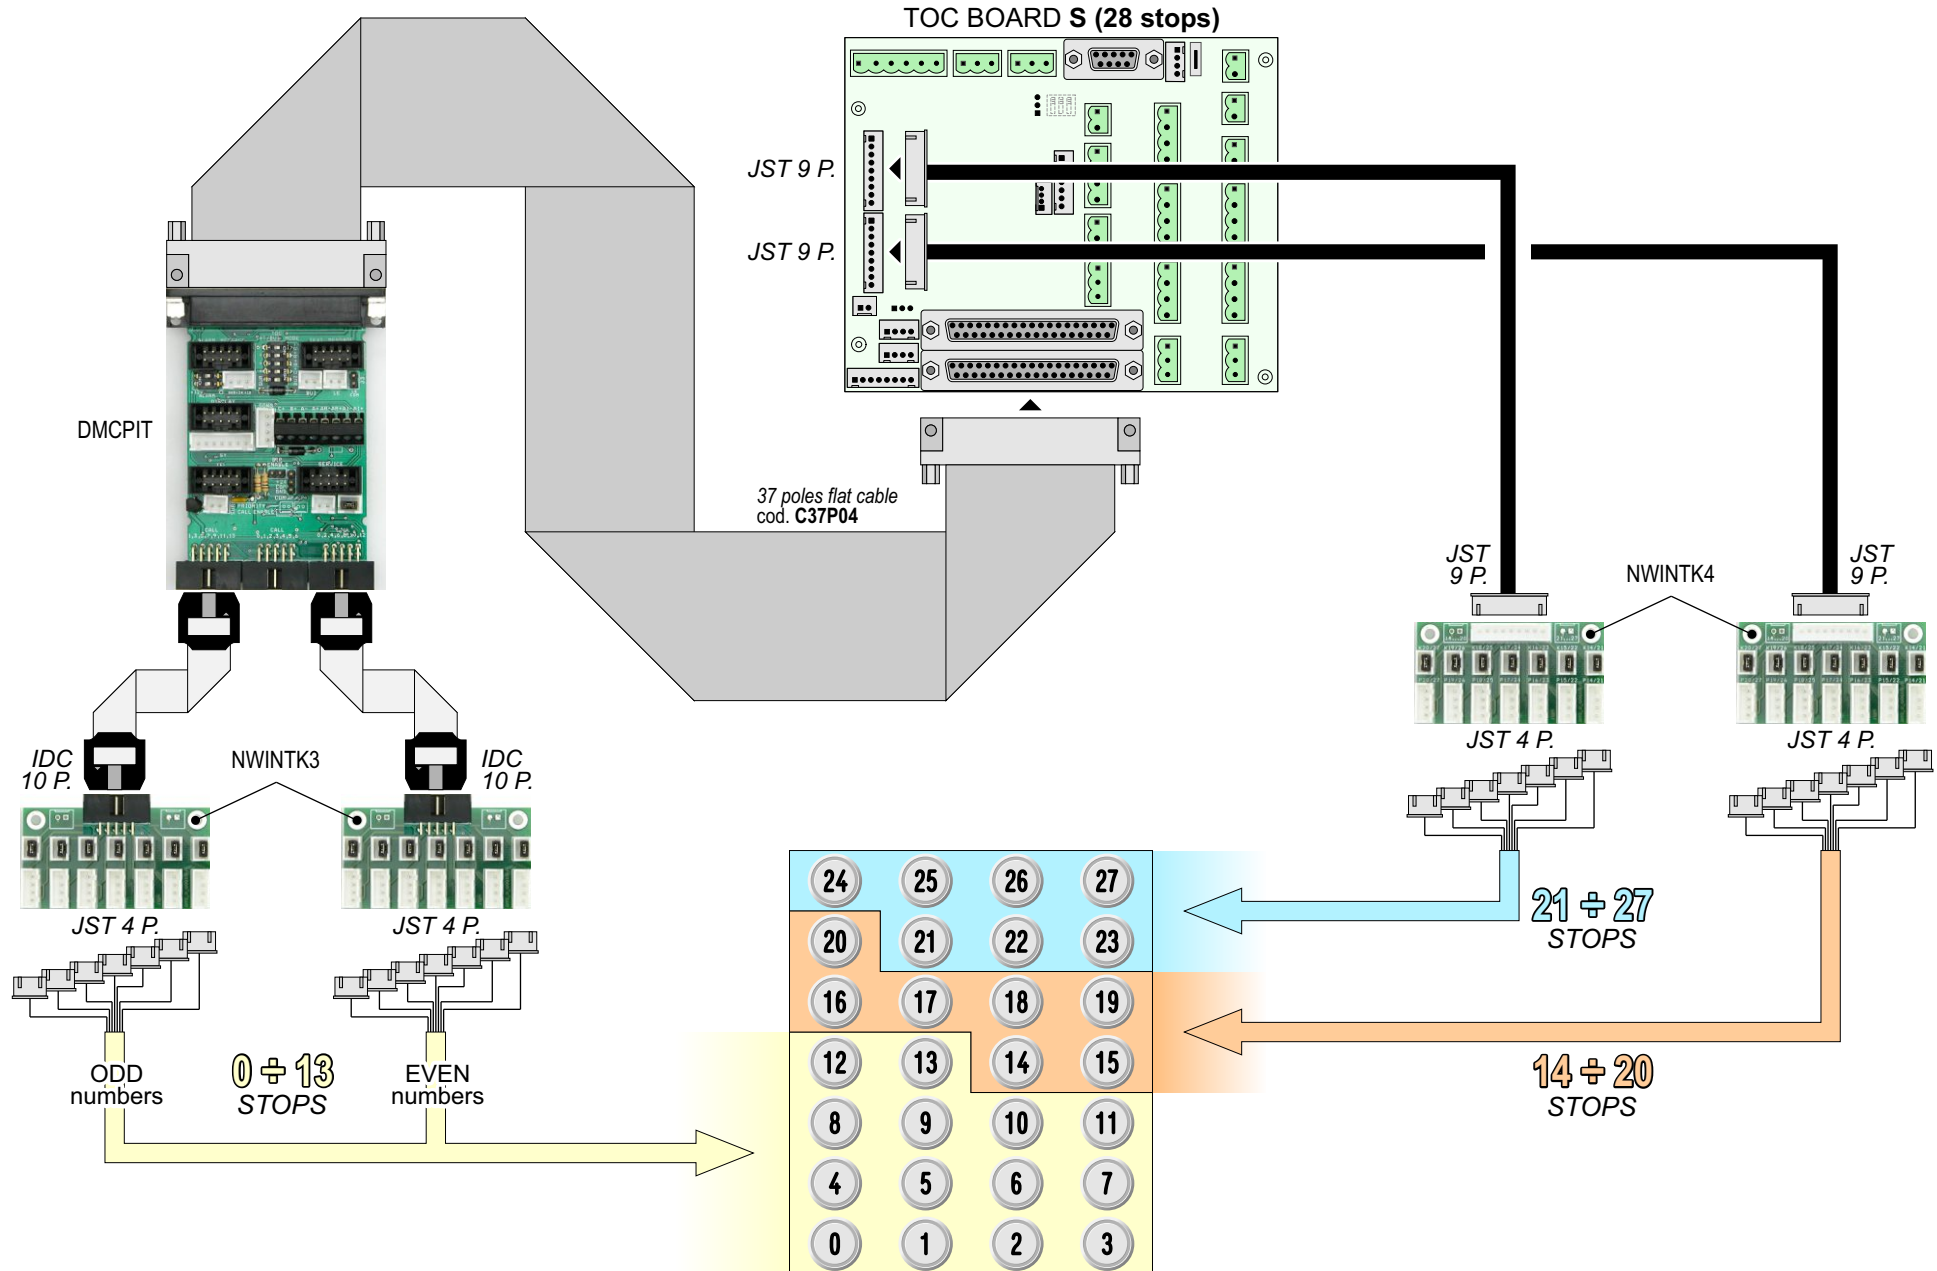 TOC BOARD S (28 stops)
JST 9 P.
JST 9 P.
DMCPIT
37 poles flat cable
cod. C37P04
JST
9 P.
NWINTK4
JST
9 P.
JST 4 P.
JST 4 P.
IDC
10 P.
NWINTK3
IDC
10 P.
JST 4 P.
JST 4 P.
ODD
numbers
0 ÷ 13
STOPS
EVEN
numbers
24 25 26 27
20 21 22 23
16 17 18 19
12 13 14 15
8 9 10 11
4 5 6 7
0 1 2 3
21 ÷ 27
STOPS
14 ÷ 20
STOPS